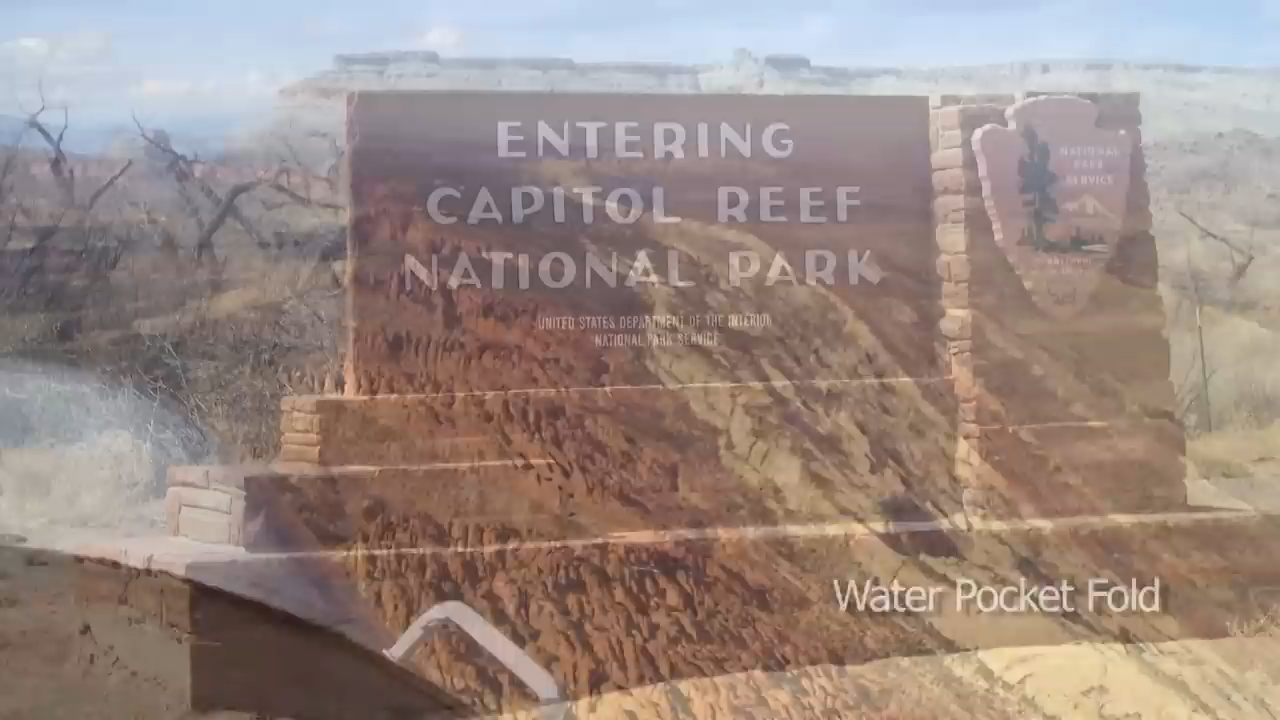 ENTERING
CAPITOL REEF
NATIONAL PARK
UNITED STATES DEPARTMENT OF THE INTERIOR
NATIONAL PARK SERVICE
NATIONAL
PARK
SERVICE
Water Pocket Fold